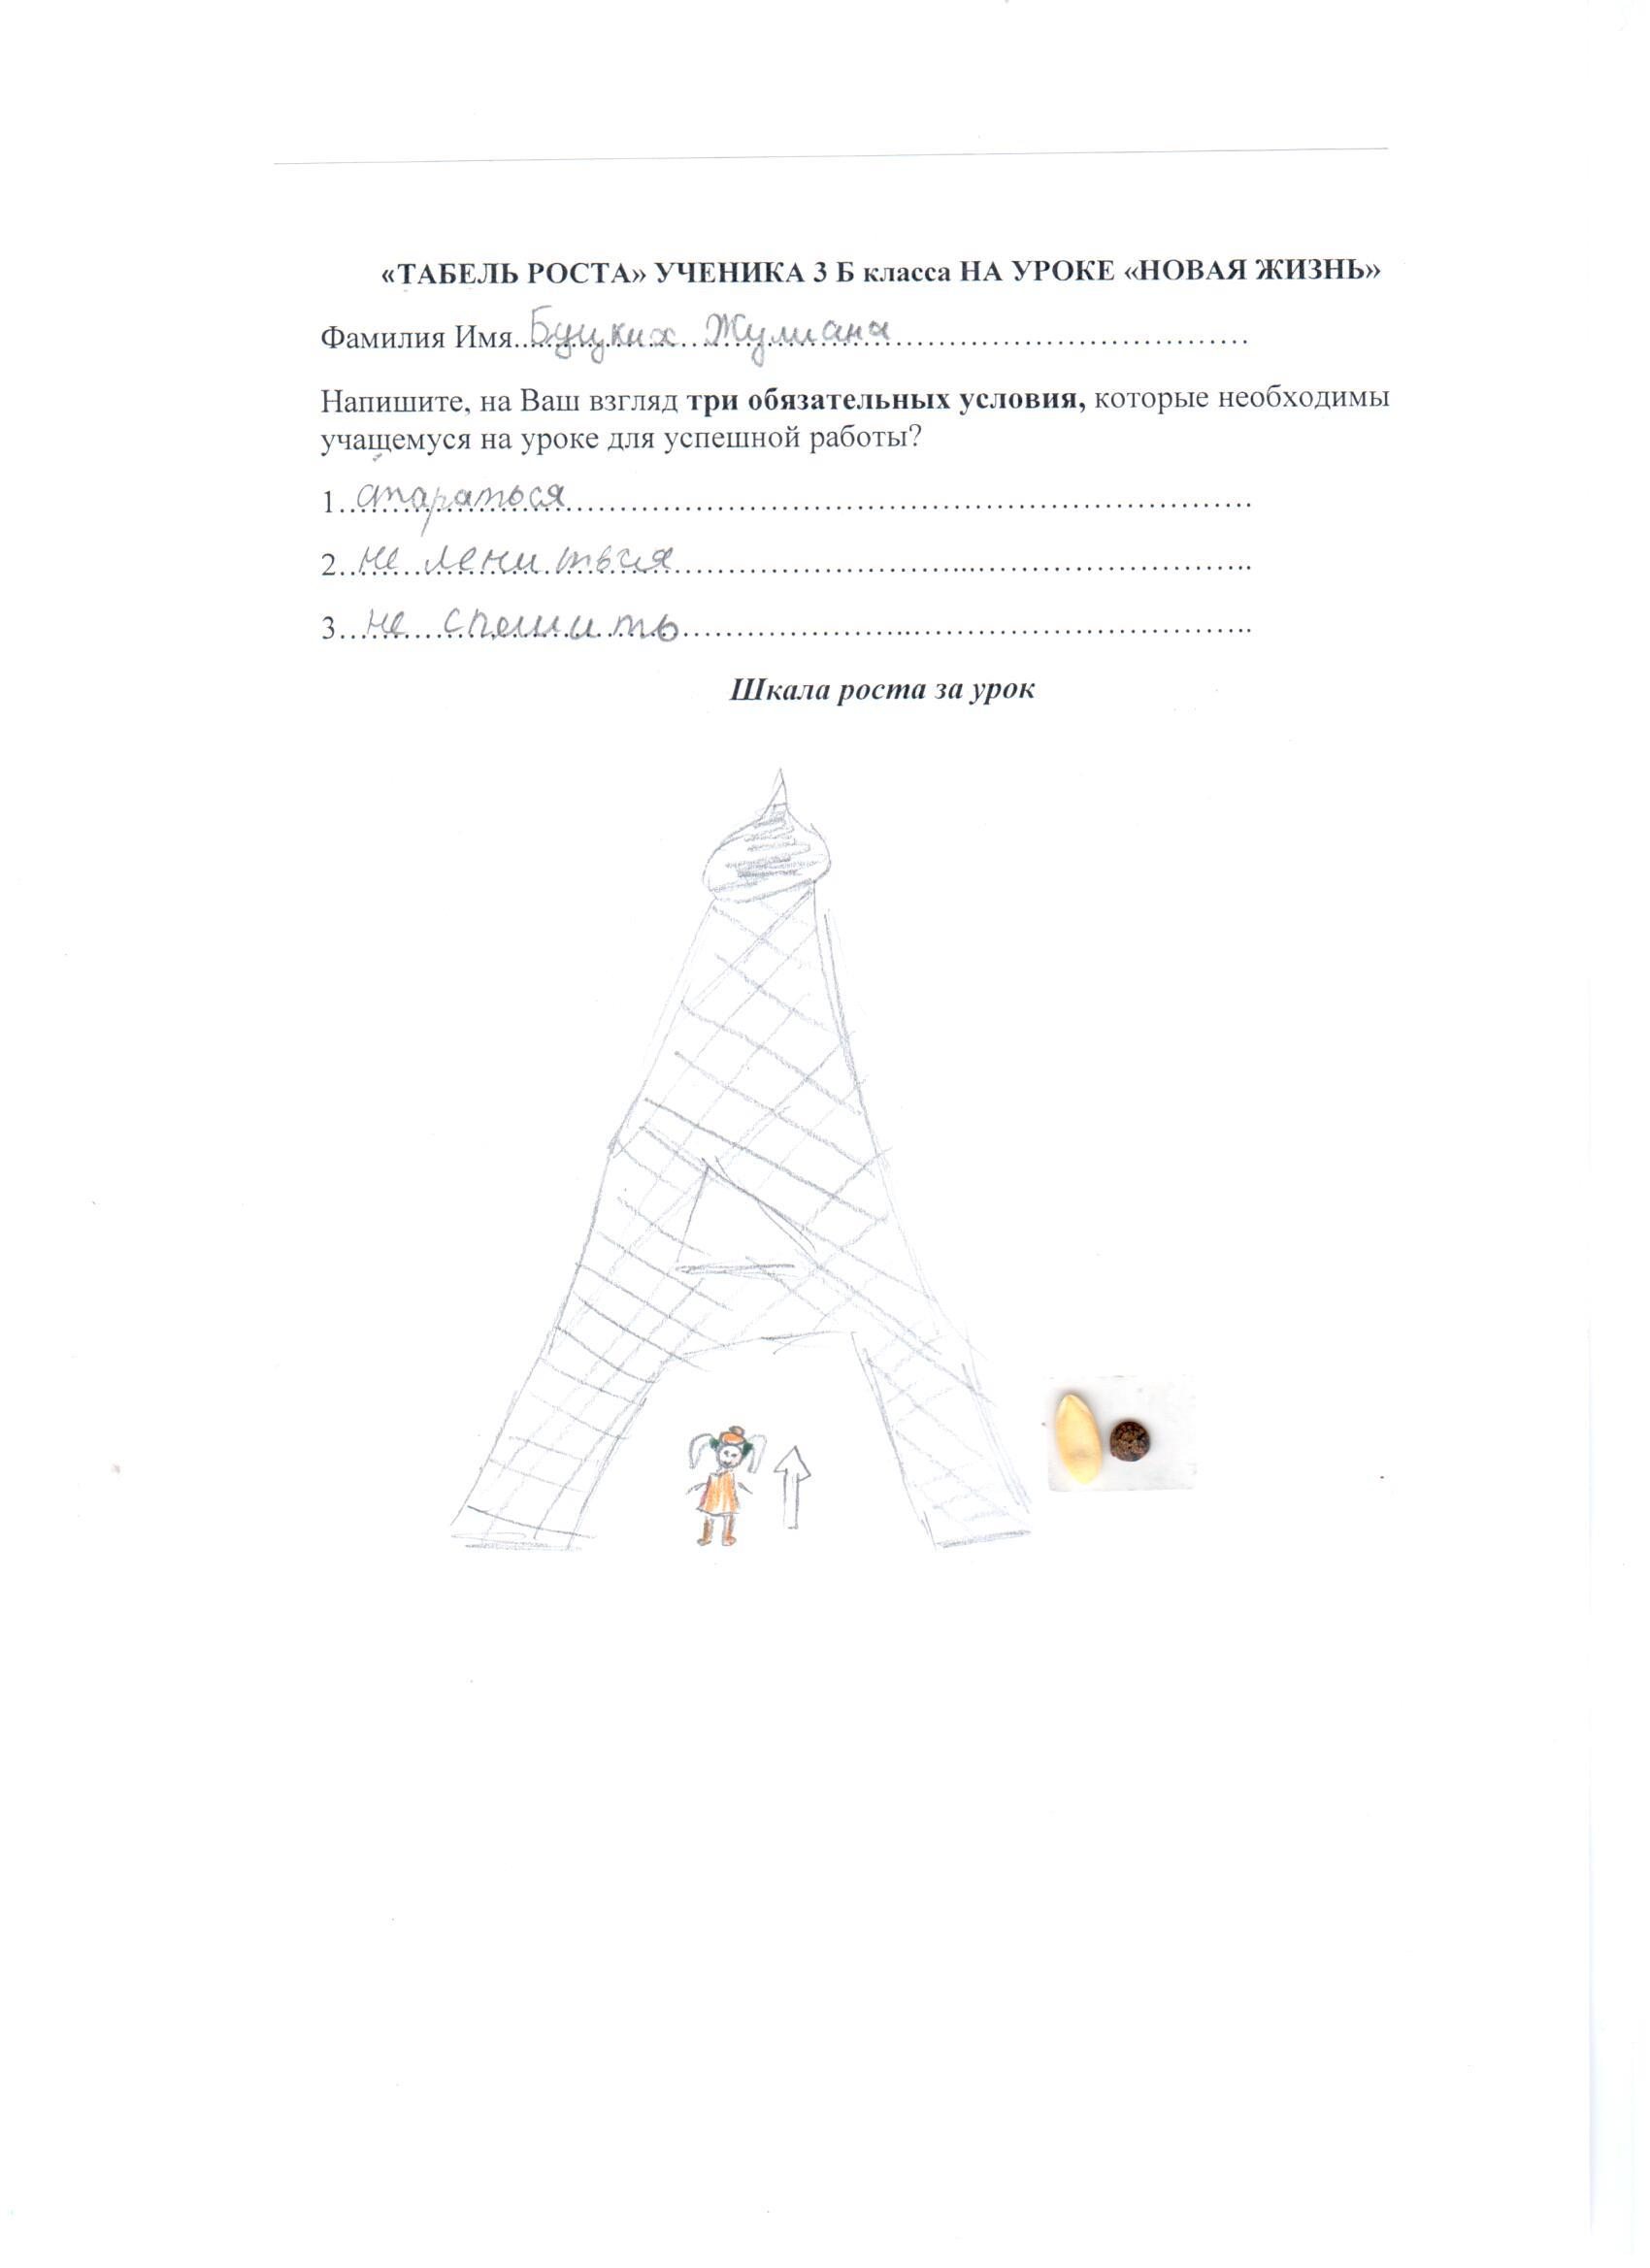 «ТАБЕЛЬ РОСТА» УЧЕНИКА 3 Б класса НА УРОКЕ «НОВАЯ ЖИЗНЬ»
Фамилия Имя Буцких Жулиана
Напишите, на Ваш взгляд три обязательных условия, которые необходимы
учащемуся на уроке для успешной работы?
1. стараться
2. не лениться
3. не спешить
Шкала роста за урок